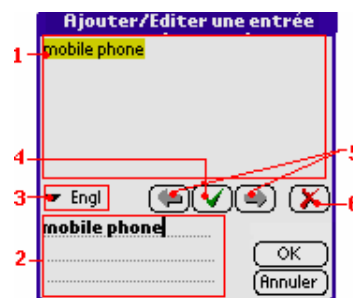 Ajouter/Editer une entrée
1
mobile phone
4
5
3
Engl
6
mobile phone
2
OK
Annuler